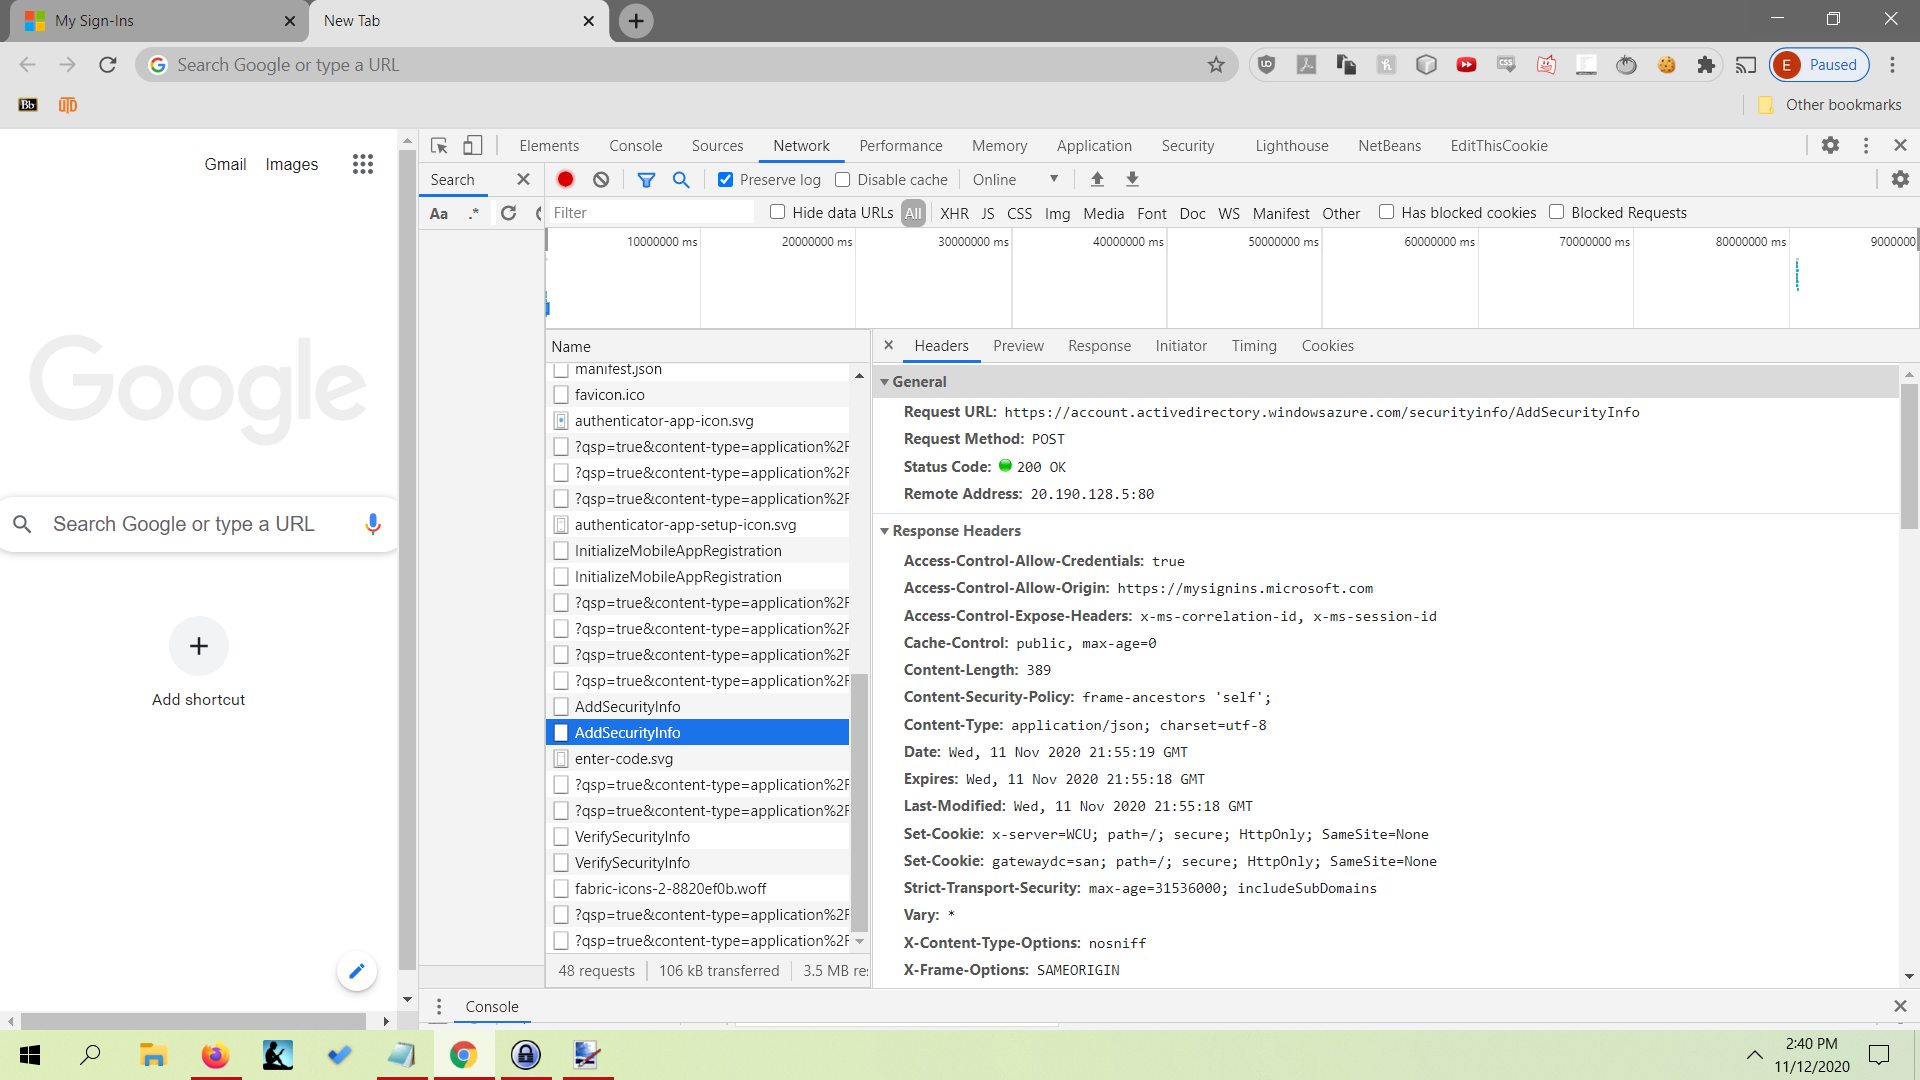 My Sign-Ins
New Tab
Search Google or type a URL
E Paused
Bb
UTD
Other bookmarks
Gmail Images
Google
Search Google or type a URL
Add shortcut
Elements Console Sources Network Performance Memory Application Security Lighthouse NetBeans EditThisCookie
Search
Preserve log Disable cache Online
Aa .*
Filter Hide data URLs All XHR JS CSS Img Media Font Doc WS Manifest Other Has blocked cookies Blocked Requests
10000000 ms 20000000 ms 30000000 ms 40000000 ms 50000000 ms 60000000 ms 70000000 ms 80000000 ms 9000000
Name
manifest.json
favicon.ico
authenticator-app-icon.svg
?qsp=true&content-type=application%2F
?qsp=true&content-type=application%2F
?qsp=true&content-type=application%2F
authenticator-app-setup-icon.svg
InitializeMobileAppRegistration
InitializeMobileAppRegistration
?qsp=true&content-type=application%2F
?qsp=true&content-type=application%2F
?qsp=true&content-type=application%2F
?qsp=true&content-type=application%2F
AddSecurityInfo
AddSecurityInfo
enter-code.svg
?qsp=true&content-type=application%2F
?qsp=true&content-type=application%2F
VerifySecurityInfo
VerifySecurityInfo
fabric-icons-2-8820ef0b.woff
?qsp=true&content-type=application%2F
?qsp=true&content-type=application%2F
48 requests 106 kB transferred 3.5 MB re
Headers Preview Response Initiator Timing Cookies
General
Request URL: https://account.activedirectory.windowsazure.com/securityinfo/AddSecurityInfo
Request Method: POST
Status Code: 200 OK
Remote Address: 20.190.128.5:80
Response Headers
Access-Control-Allow-Credentials: true
Access-Control-Allow-Origin: https://mysignins.microsoft.com
Access-Control-Expose-Headers: x-ms-correlation-id, x-ms-session-id
Cache-Control: public, max-age=0
Content-Length: 389
Content-Security-Policy: frame-ancestors 'self';
Content-Type: application/json; charset=utf-8
Date: Wed, 11 Nov 2020 21:55:19 GMT
Expires: Wed, 11 Nov 2020 21:55:18 GMT
Last-Modified: Wed, 11 Nov 2020 21:55:18 GMT
Set-Cookie: x-server=WCU; path=/; secure; HttpOnly; SameSite=None
Set-Cookie: gatewaydc=san; path=/; secure; HttpOnly; SameSite=None
Strict-Transport-Security: max-age=31536000; includeSubDomains
Vary: *
X-Content-Type-Options: nosniff
X-Frame-Options: SAMEORIGIN
Console
2:40 PM
11/12/2020